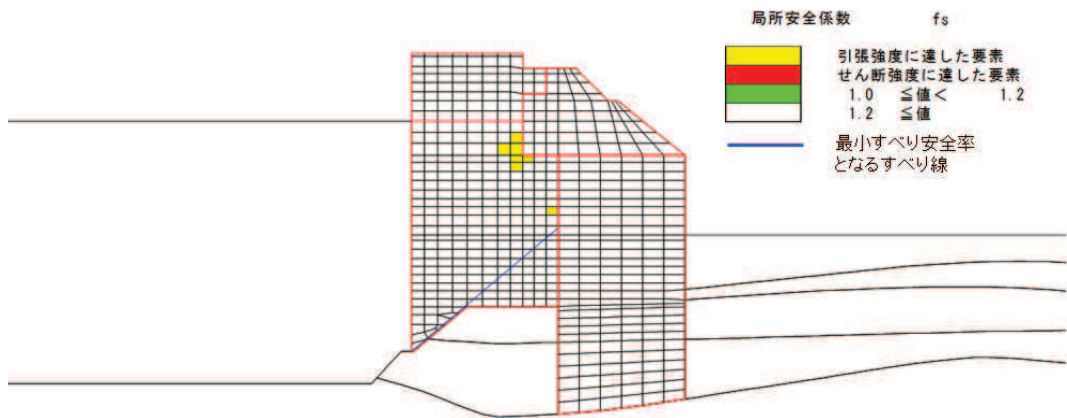 局所安全係数 fs
引張強度に達した要素
せん断強度に達した要素
1.0 ≦値< 1.2
1.2 ≦値
最小すべり安全率
となるすべり線